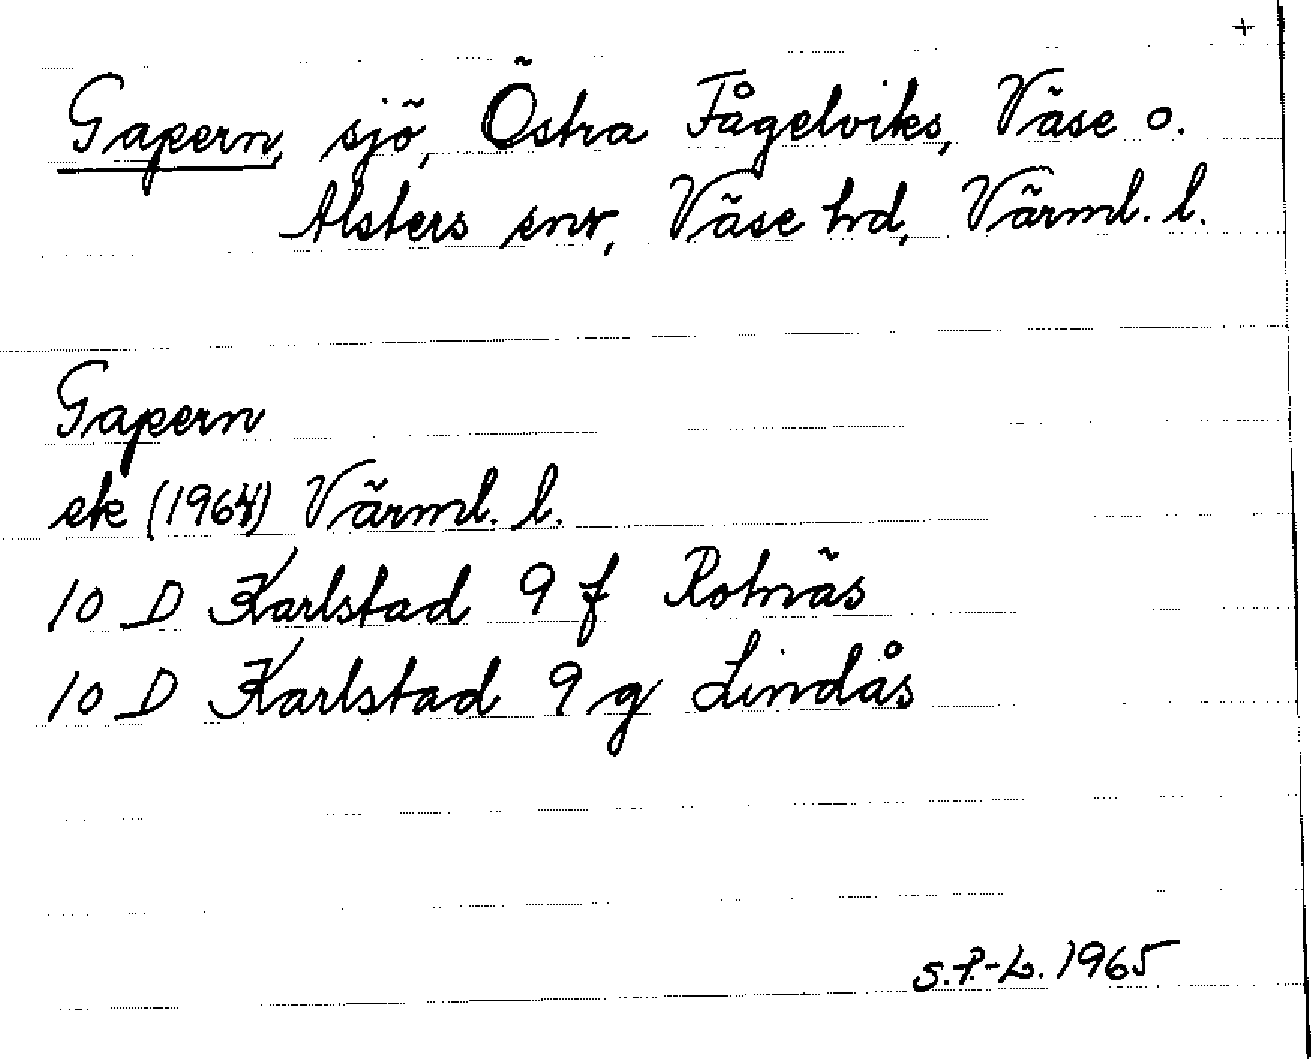 +
Gapern, sjö, Östra Fågelviks, Väse o.
Alsters snr, Väse hd, Värml. l.
Gapern
ek (1964) Värml. l.
10 D Karlstad 9 f Rotnäs
10 D Karlstad 9 g Lindås
S.P.-L. 1965